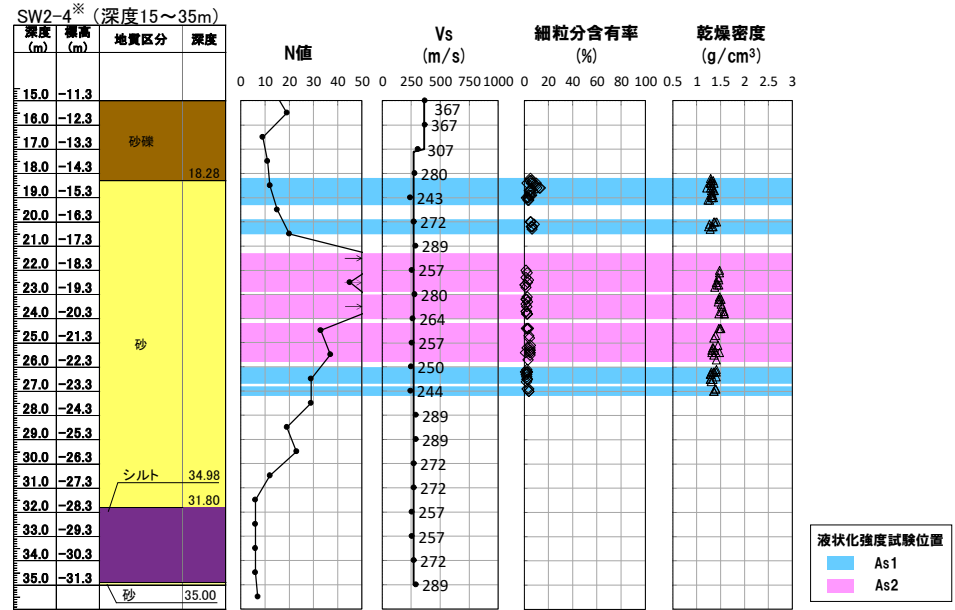 SW2-4※（深度15～35m）
深度 標高 地質区分 深度
(m) (m)
N値
Vs
(m/s)
細粒分含有率
(%)
乾燥密度
(g/cm³)
0 10 20 30 40 50
0 250 500 750 1000
0 20 40 60 80 100
0.5 1 1.5 2 2.5 3
15.0 -11.3
16.0 -12.3
17.0 -13.3
18.0 -14.3
19.0 -15.3
20.0 -16.3
21.0 -17.3
22.0 -18.3
23.0 -19.3
24.0 -20.3
25.0 -21.3
26.0 -22.3
27.0 -23.3
28.0 -24.3
29.0 -25.3
30.0 -26.3
31.0 -27.3
32.0 -28.3
33.0 -29.3
34.0 -30.3
35.0 -31.3
砂礫
18.28
砂
シルト 34.98
31.80
砂 35.00
367
367
307
280
243
272
289
257
280
264
257
250
244
289
289
272
272
257
257
272
289
液状化強度試験位置
As1
As2